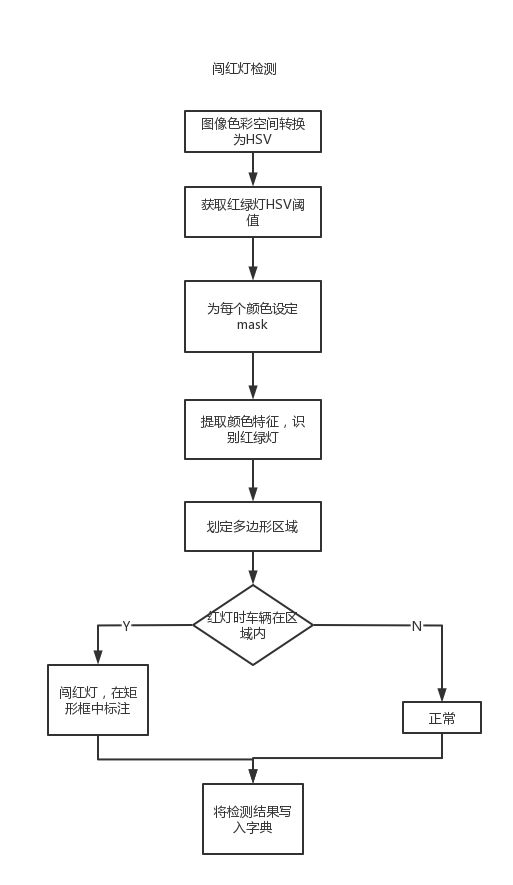 闯红灯检测
图像色彩空间转换
为HSV
获取红绿灯HSV阈
值
为每个颜色设定
mask
提取颜色特征，识
别红绿灯
划定多边形区域
红灯时车辆在区
域内
Y
N
闯红灯，在矩
形框中标注
正常
将检测结果写
入字典